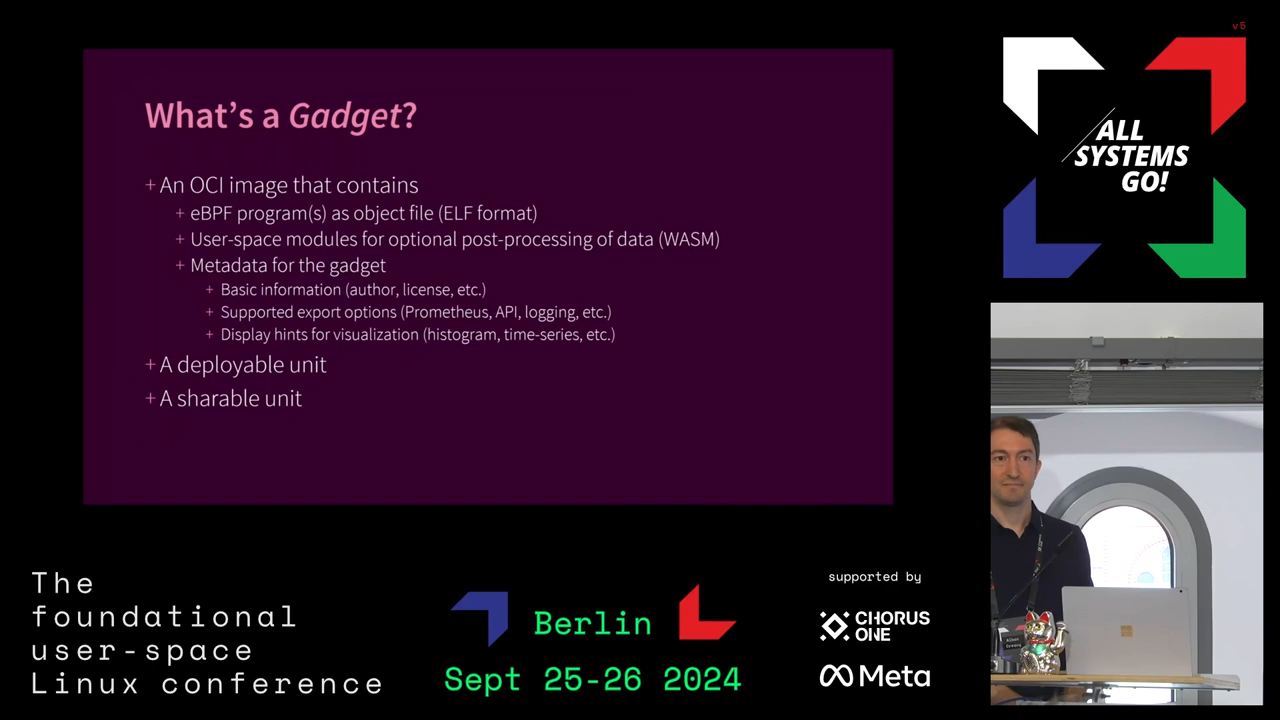 v5
What's a Gadget?
+ An OCI image that contains
+ eBPF program(s) as object file (ELF format)
+ User-space modules for optional post-processing of data (WASM)
+ Metadata for the gadget
+ Basic information (author, license, etc.)
+ Supported export options (Prometheus, API, logging, etc.)
+ Display hints for visualization (histogram, time-series, etc.)
+ A deployable unit
+ A sharable unit
ALL
SYSTEMS
GO!
The
foundational
user-space
Linux conference
Berlin
Sept 25-26 2024
supported by
CHORUS
ONE
Meta